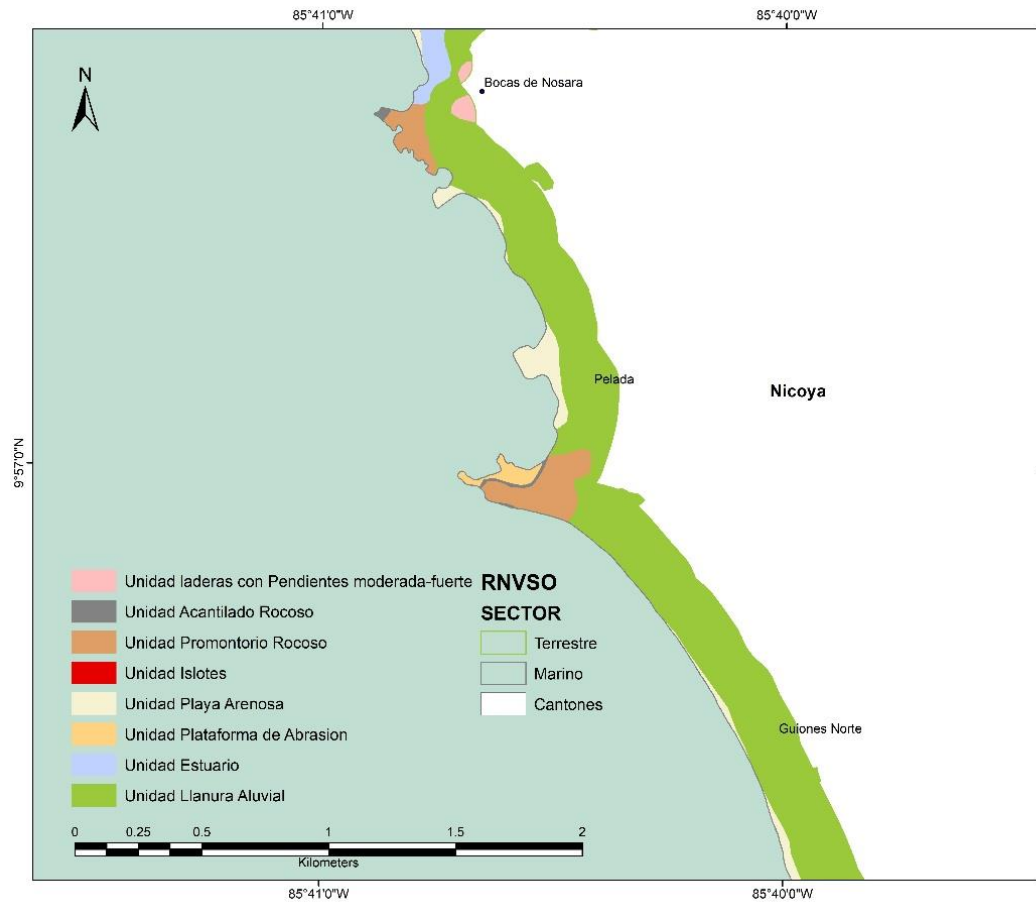 85°41'0"W
85°40'0"W
N
Bocas de Nosara
Pelada
Nicoya
9°57'0"N
Guiones Norte
Unidad laderas con Pendientes moderada-fuerte
Unidad Acantilado Rocoso
Unidad Promontorio Rocoso
Unidad Islotes
Unidad Playa Arenosa
Unidad Plataforma de Abrasion
Unidad Estuario
Unidad Llanura Aluvial
RNVSO
SECTOR
Terrestre
Marino
Cantones
0 0.25 0.5 1 1.5 2
Kilometers
85°41'0"W
85°40'0"W